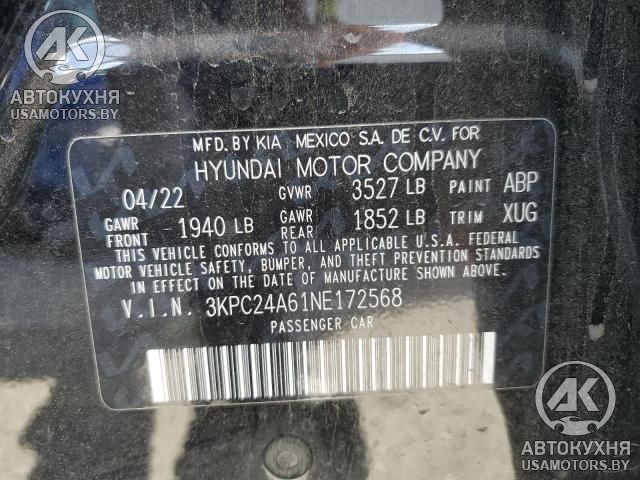 AK
АВТОКУХНЯ
USAMOTORS.BY
MFD. BY KIA MEXICO S.A. DE C.V. FOR
HYUNDAI MOTOR COMPANY
04/22 GVWR 3527 LB PAINT ABP
GAWR FRONT 1940 LB GAWR REAR 1852 LB TRIM XUG
THIS VEHICLE CONFORMS TO ALL APPLICABLE U.S.A. FEDERAL
MOTOR VEHICLE SAFETY, BUMPER, AND THEFT PREVENTION STANDARDS
IN EFFECT ON THE DATE OF MANUFACTURE SHOWN ABOVE.
V.I.N. 3KPC24A61NE172568
PASSENGER CAR
AK
АВТОКУХНЯ
USAMOTORS.BY